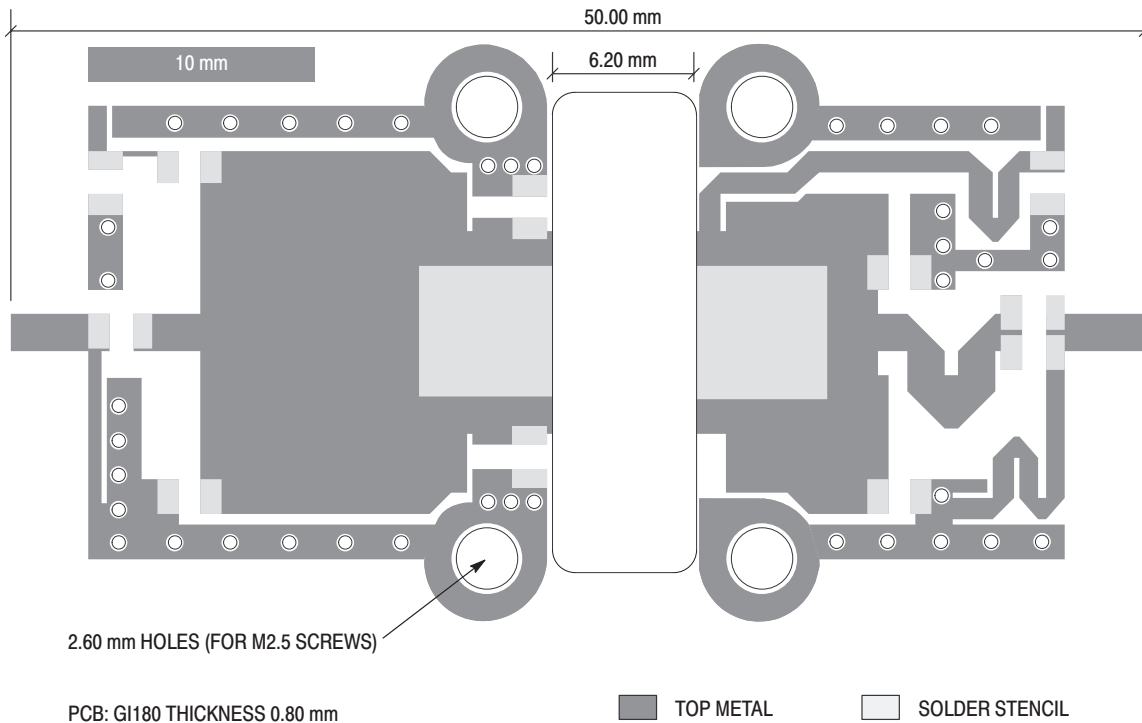 50.00 mm
10 mm
6.20 mm
2.60 mm HOLES (FOR M2.5 SCREWS)
PCB: GI180 THICKNESS 0.80 mm
TOP METAL
SOLDER STENCIL